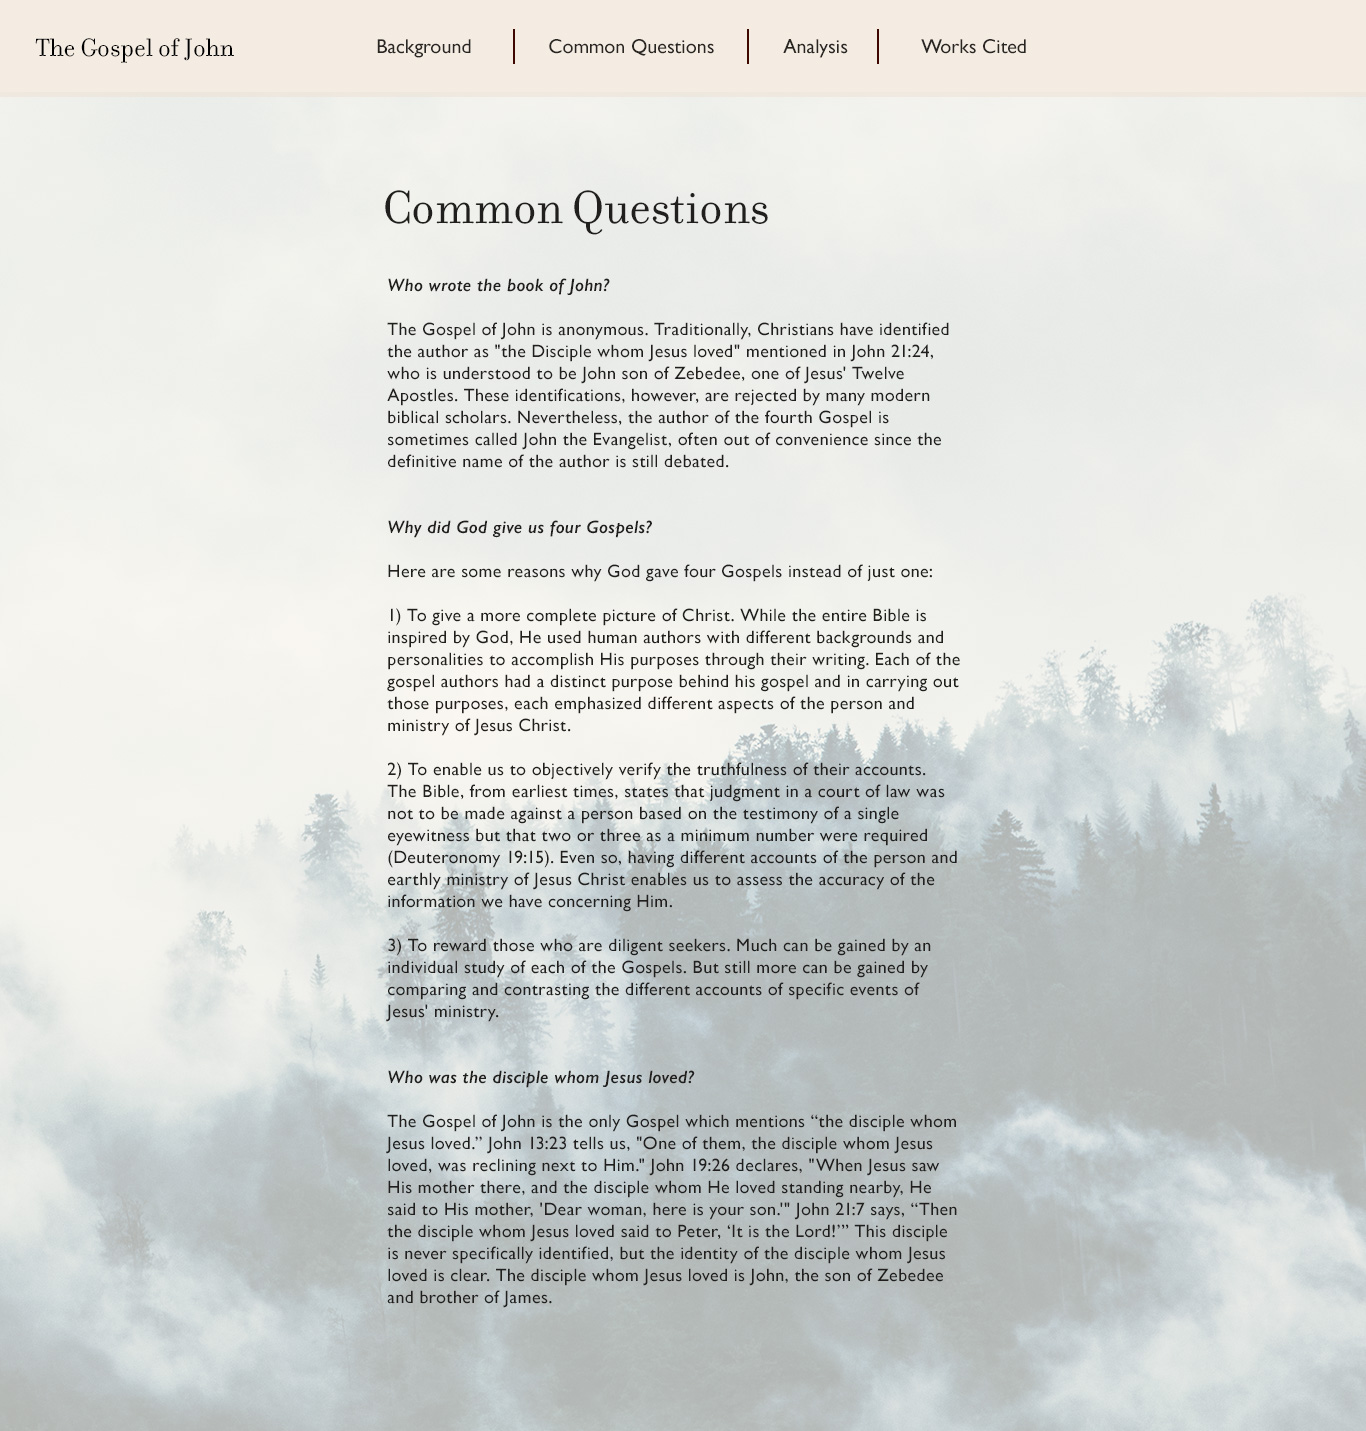 The Gospel of John
Background
Common Questions
Analysis
Works Cited
Common Questions
Who wrote the book of John?
The Gospel of John is anonymous. Traditionally, Christians have identified
the author as "the Disciple whom Jesus loved" mentioned in John 21:24,
who is understood to be John son of Zebedee, one of Jesus' Twelve
Apostles. These identifications, however, are rejected by many modern
biblical scholars. Nevertheless, the author of the fourth Gospel is
sometimes called John the Evangelist, often out of convenience since the
definitive name of the author is still debated.
Why did God give us four Gospels?
Here are some reasons why God gave four Gospels instead of just one:
1) To give a more complete picture of Christ. While the entire Bible is
inspired by God, He used human authors with different backgrounds and
personalities to accomplish His purposes through their writing. Each of the
gospel authors had a distinct purpose behind his gospel and in carrying out
those purposes, each emphasized different aspects of the person and
ministry of Jesus Christ.
2) To enable us to objectively verify the truthfulness of their accounts.
The Bible, from earliest times, states that judgment in a court of law was
not to be made against a person based on the testimony of a single
eyewitness but that two or three as a minimum number were required
(Deuteronomy 19:15). Even so, having different accounts of the person and
earthly ministry of Jesus Christ enables us to assess the accuracy of the
information we have concerning Him.
3) To reward those who are diligent seekers. Much can be gained by an
individual study of each of the Gospels. But still more can be gained by
comparing and contrasting the different accounts of specific events of
Jesus' ministry.
Who was the disciple whom Jesus loved?
The Gospel of John is the only Gospel which mentions “the disciple whom
Jesus loved.” John 13:23 tells us, "One of them, the disciple whom Jesus
loved, was reclining next to Him." John 19:26 declares, "When Jesus saw
His mother there, and the disciple whom He loved standing nearby, He
said to His mother, 'Dear woman, here is your son.'" John 21:7 says, “Then
the disciple whom Jesus loved said to Peter, ‘It is the Lord!’” This disciple
is never specifically identified, but the identity of the disciple whom Jesus
loved is clear. The disciple whom Jesus loved is John, the son of Zebedee
and brother of James.